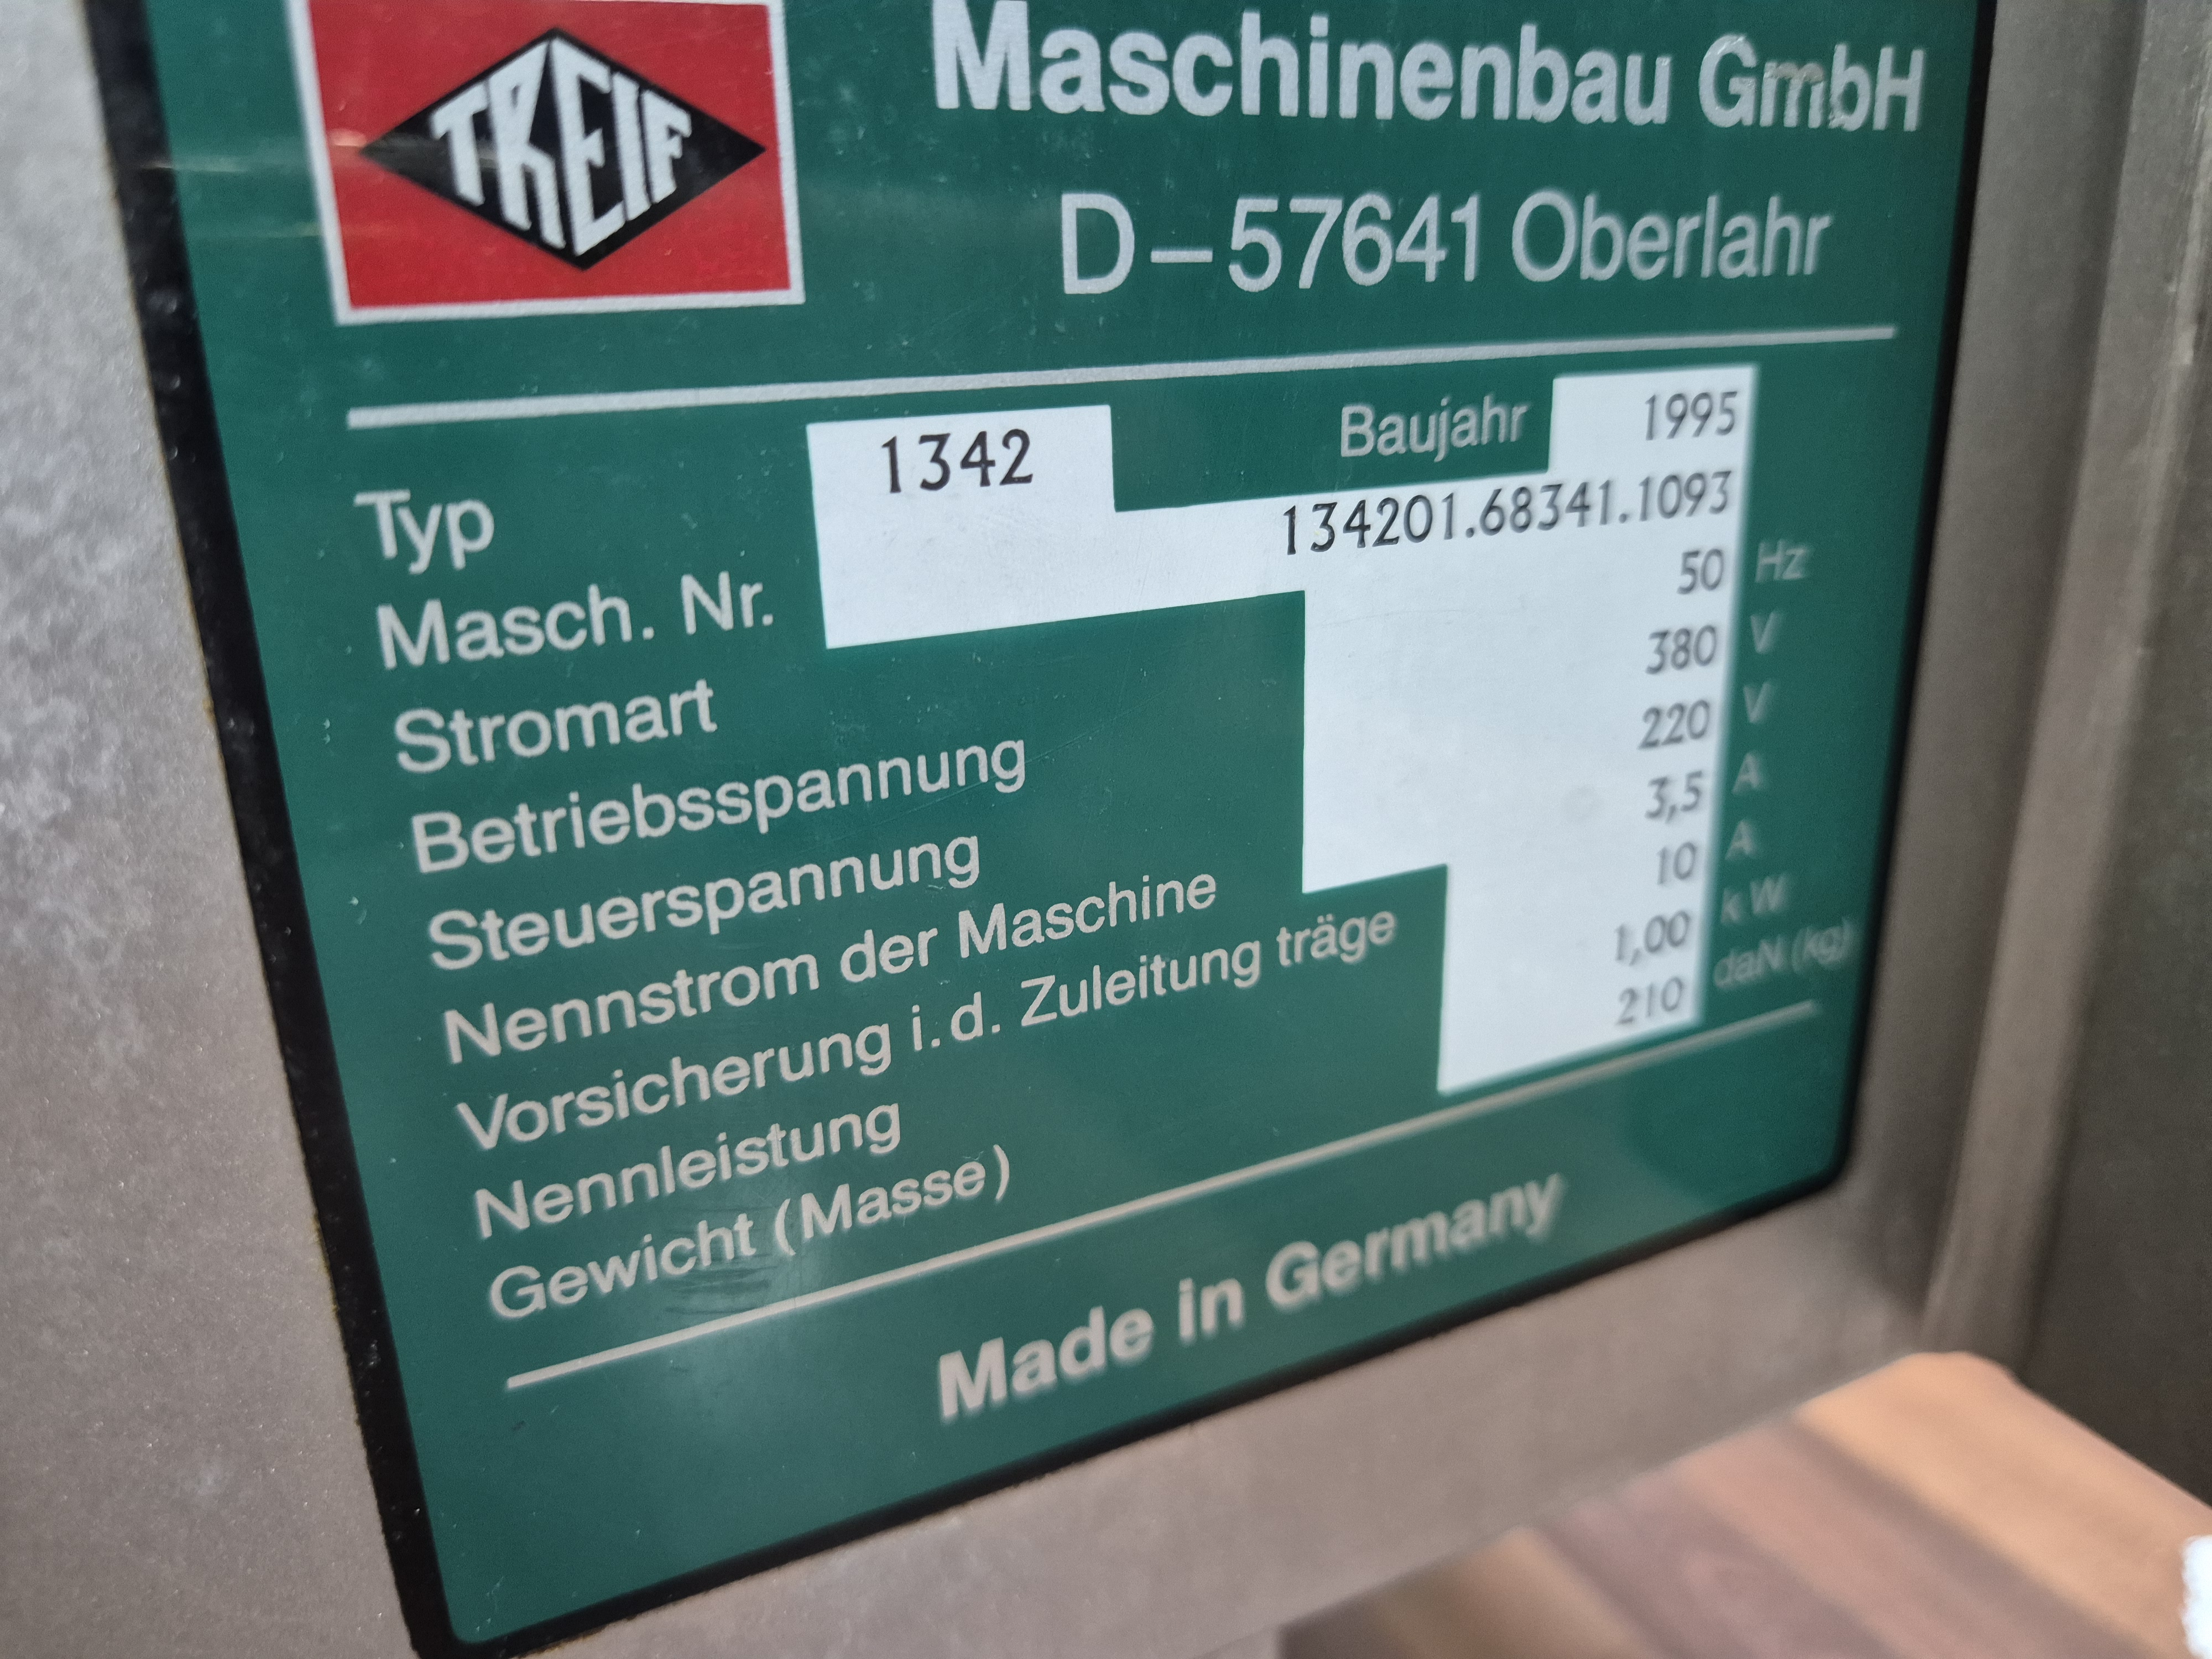 TREIF
Maschinenbau GmbH
D-57641 Oberlahr
Typ 1342 Baujahr 1995
Masch. Nr. 134201.68341.1093
Stromart 50 Hz
Betriebsspannung 380 V
Steuerspannung 220 V
Nennstrom der Maschine 3,5 A
Vorsicherung i.d. Zuleitung träge 10 A
Nennleistung 1,00 kW
Gewicht (Masse) 210 daN (kg)
Made in Germany